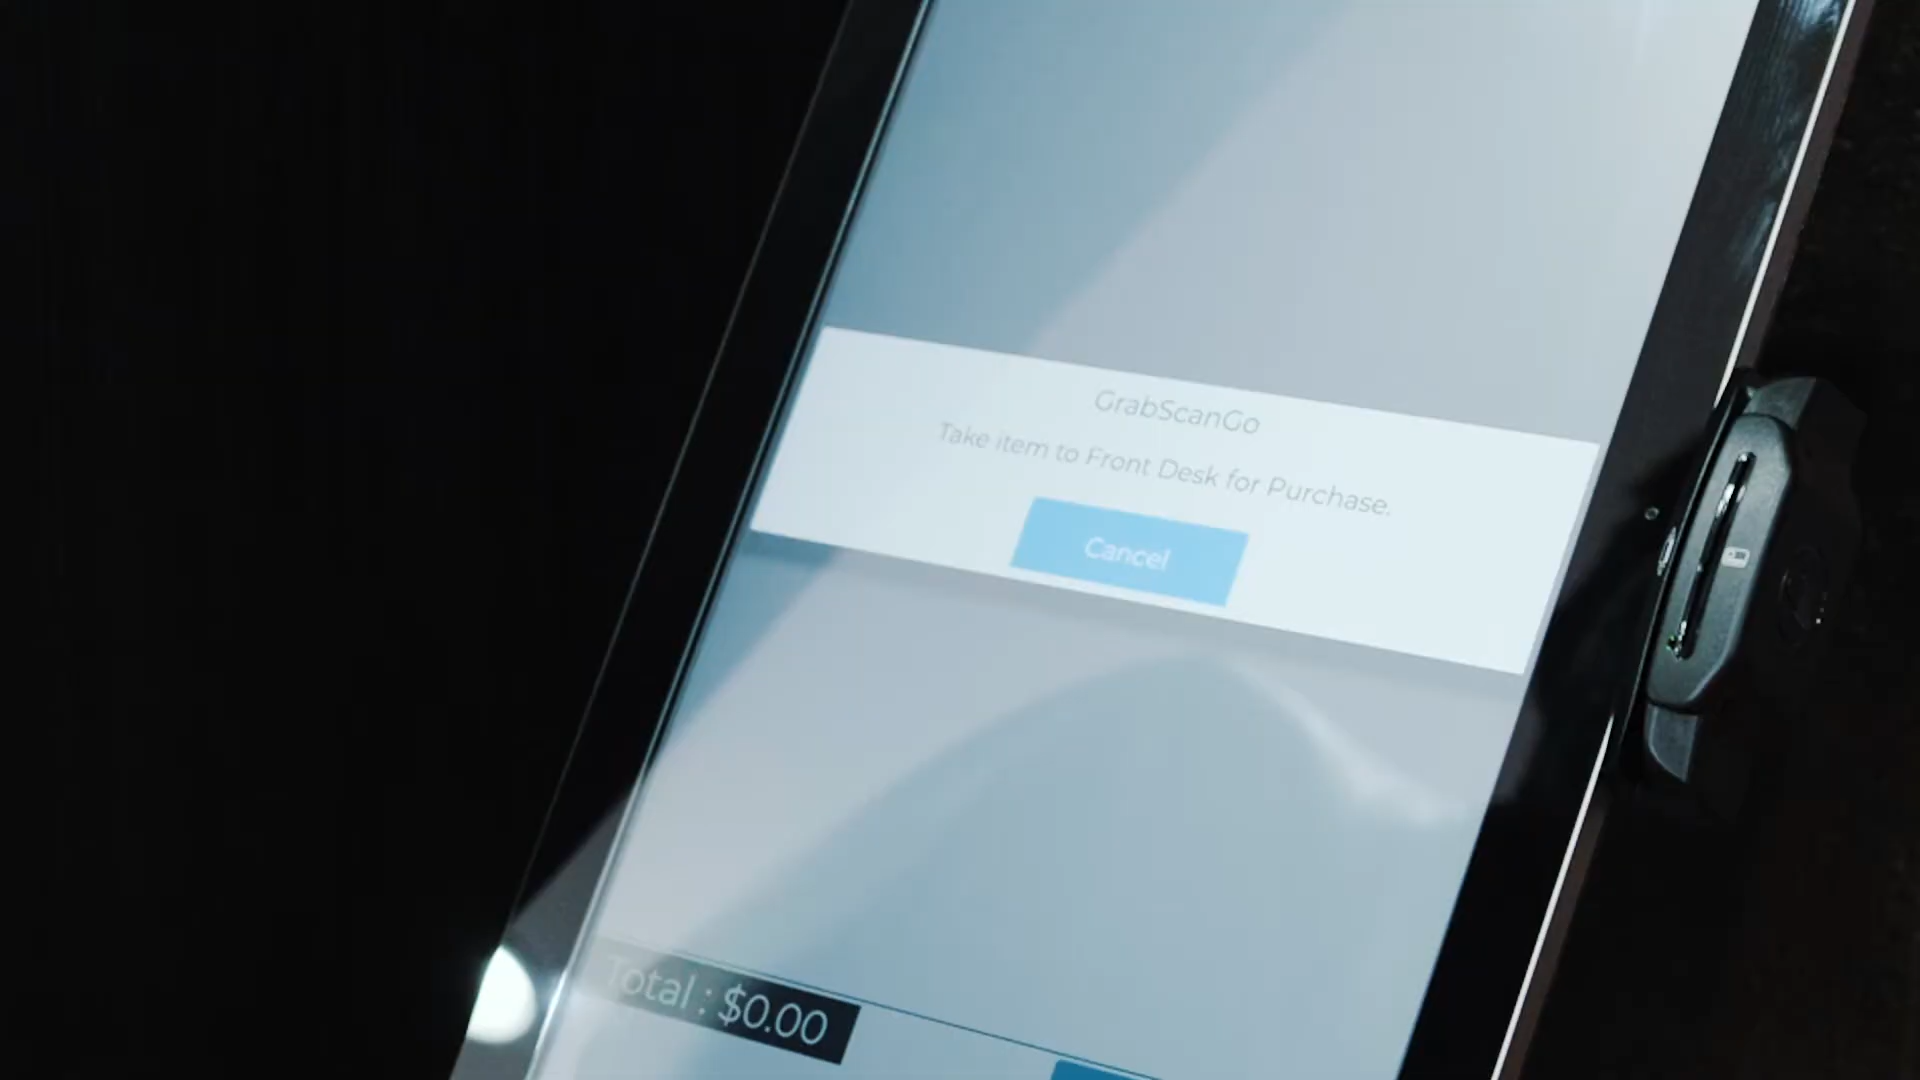 GrabScanGo
Take item to Front Desk for Purchase.
Cancel
Total : $0.00